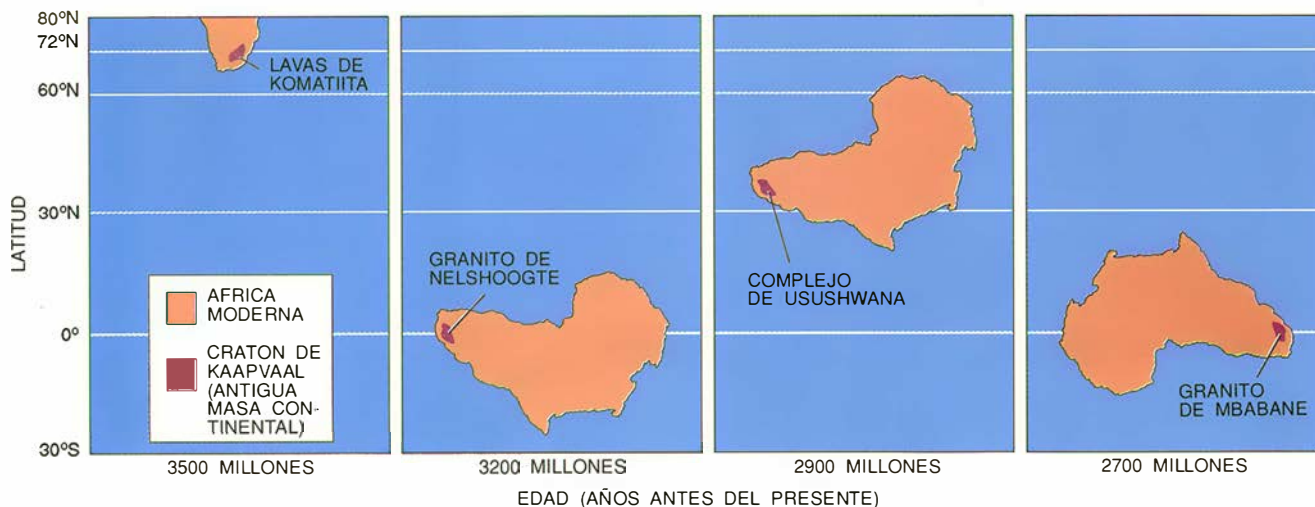 80ºN
72ºN
60ºN
30ºN
0º
30ºS
LATITUD
LAVAS DE
KOMATIITA
AFRICA
MODERNA
CRATON DE
KAAPVAAL
(ANTIGUA
MASA CON-
TINENTAL)
3500 MILLONES
GRANITO DE
NELSHOOGTE
3200 MILLONES
COMPLEJO
DE USUSHWANA
2900 MILLONES
GRANITO
DE MBABANE
2700 MILLONES
EDAD (AÑOS ANTES DEL PRESENTE)